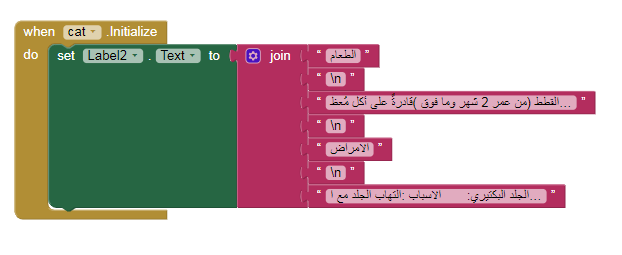 when cat .Initialize
do set Label2 . Text to join " الطعام "
" \n "
" القطط (من عمر 2 شهر وما فوق )قادرةٌ على أكل مُعظ... "
" \n "
" الامراض "
" \n "
" الجلد البكتيري: الاسباب :التهاب الجلد مع ا... "